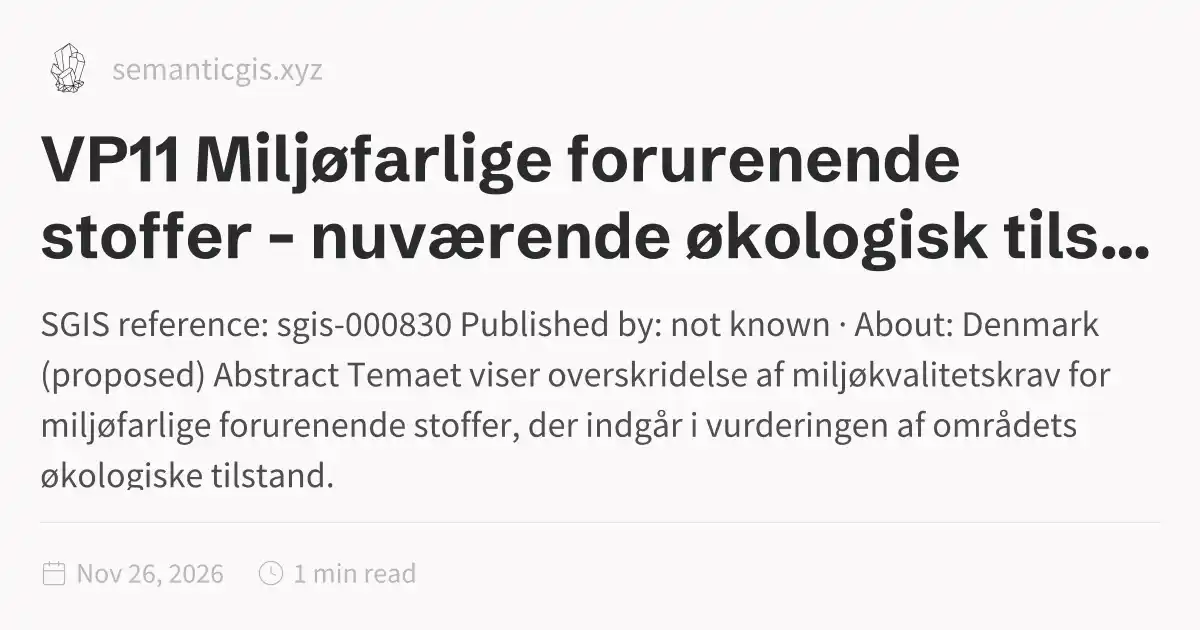 semanticgis.xyz
VP11 Miljøfarlige forurenende
stoffer - nuværende økologisk tils...
SGIS reference: sgis-000830 Published by: not known · About: Denmark
(proposed) Abstract Temaet viser overskridelse af miljøkvalitetskrav for
miljøfarlige forurenende stoffer, der indgår i vurderingen af områdets
økologiske tilstand.
Nov 26, 2026
1 min read